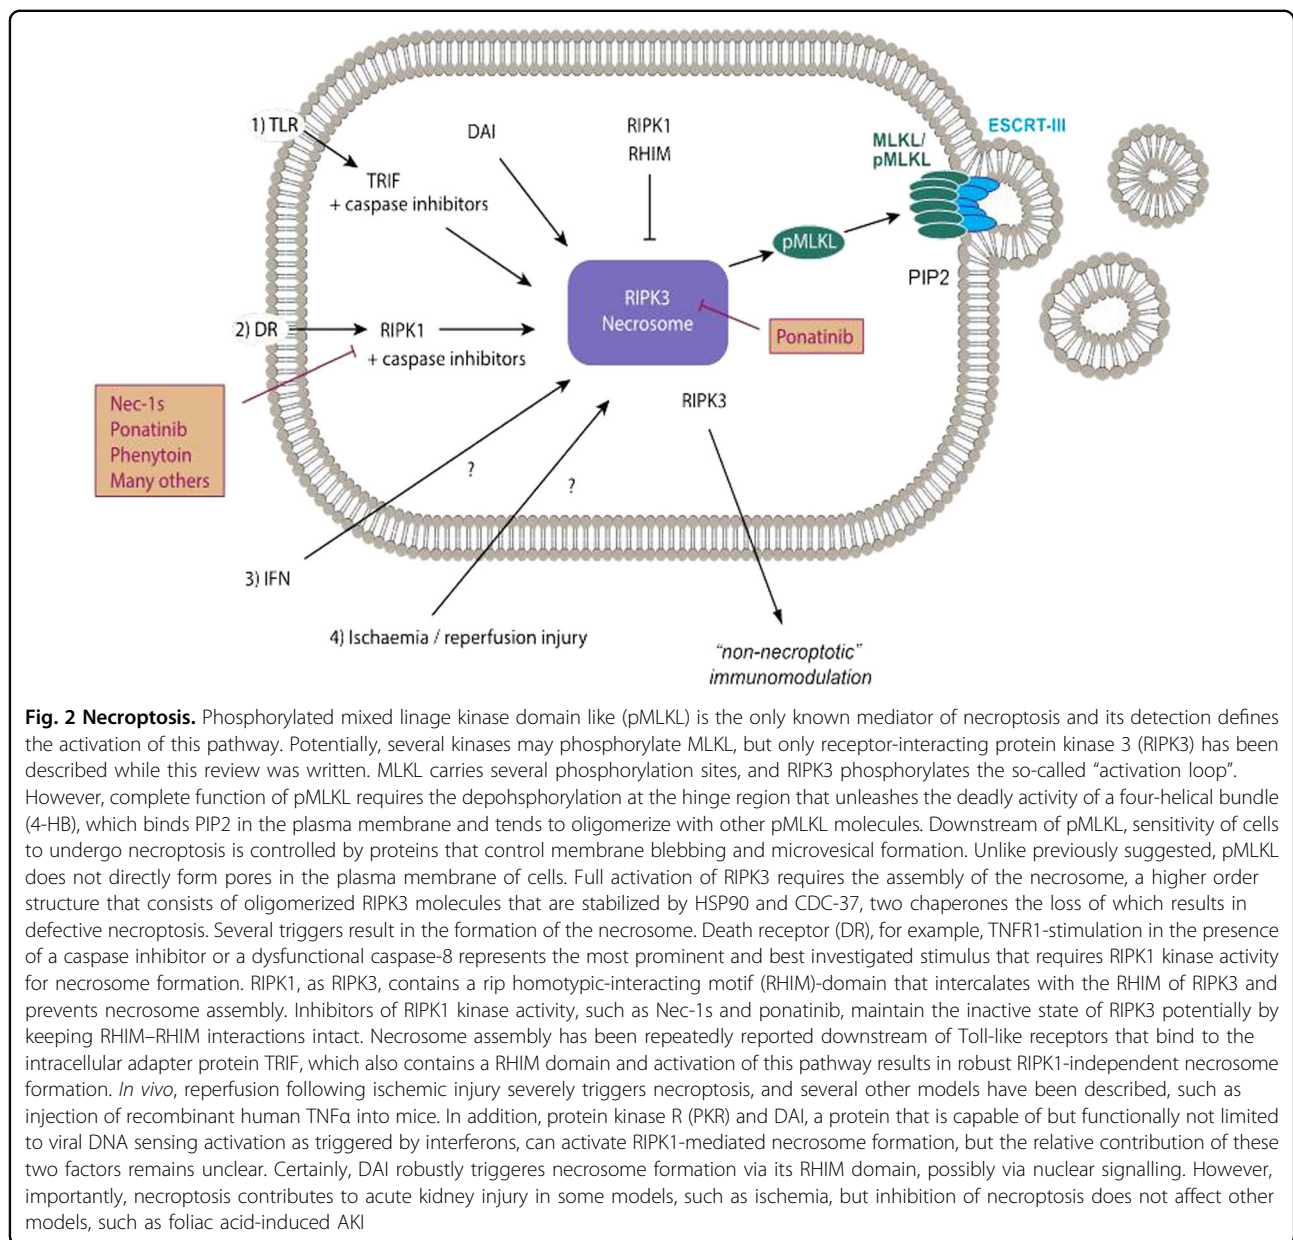 1) TLR
DAI
RIPK1
RHIM
ESCRT-III
MLKL/
pMLKL
TRIF
+ caspase inhibitors
pMLKL
PIP2
RIPK3
Necrosome
2) DR
RIPK1
+ caspase inhibitors
Ponatinib
Nec-1s
Ponatinib
Phenytoin
Many others
RIPK3
?
?
3) IFN
4) Ischaemia / reperfusion injury
"non-necroptotic"
immunomodulation
Fig. 2 Necroptosis. Phosphorylated mixed linage kinase domain like (pMLKL) is the only known mediator of necroptosis and its detection defines
the activation of this pathway. Potentially, several kinases may phosphorylate MLKL, but only receptor-interacting protein kinase 3 (RIPK3) has been
described while this review was written. MLKL carries several phosphorylation sites, and RIPK3 phosphorylates the so-called “activation loop”.
However, complete function of pMLKL requires the depohsphorylation at the hinge region that unleashes the deadly activity of a four-helical bundle
(4-HB), which binds PIP2 in the plasma membrane and tends to oligomerize with other pMLKL molecules. Downstream of pMLKL, sensitivity of cells
to undergo necroptosis is controlled by proteins that control membrane blebbing and microvesical formation. Unlike previously suggested, pMLKL
does not directly form pores in the plasma membrane of cells. Full activation of RIPK3 requires the assembly of the necrosome, a higher order
structure that consists of oligomerized RIPK3 molecules that are stabilized by HSP90 and CDC-37, two chaperones the loss of which results in
defective necroptosis. Several triggers result in the formation of the necrosome. Death receptor (DR), for example, TNFR1-stimulation in the presence
of a caspase inhibitor or a dysfunctional caspase-8 represents the most prominent and best investigated stimulus that requires RIPK1 kinase activity
for necrosome formation. RIPK1, as RIPK3, contains a rip homotypic-interacting motif (RHIM)-domain that intercalates with the RHIM of RIPK3 and
prevents necrosome assembly. Inhibitors of RIPK1 kinase activity, such as Nec-1s and ponatinib, maintain the inactive state of RIPK3 potentially by
keeping RHIM–RHIM interactions intact. Necrosome assembly has been repeatedly reported downstream of Toll-like receptors that bind to the
intracellular adapter protein TRIF, which also contains a RHIM domain and activation of this pathway results in robust RIPK1-independent necrosome
formation. In vivo, reperfusion following ischemic injury severely triggers necroptosis, and several other models have been described, such as
injection of recombinant human TNFα into mice. In addition, protein kinase R (PKR) and DAI, a protein that is capable of but functionally not limited
to viral DNA sensing activation as triggered by interferons, can activate RIPK1-mediated necrosome formation, but the relative contribution of these
two factors remains unclear. Certainly, DAI robustly triggeres necrosome formation via its RHIM domain, possibly via nuclear signalling. However,
importantly, necroptosis contributes to acute kidney injury in some models, such as ischemia, but inhibition of necroptosis does not affect other
models, such as foliac acid-induced AKI